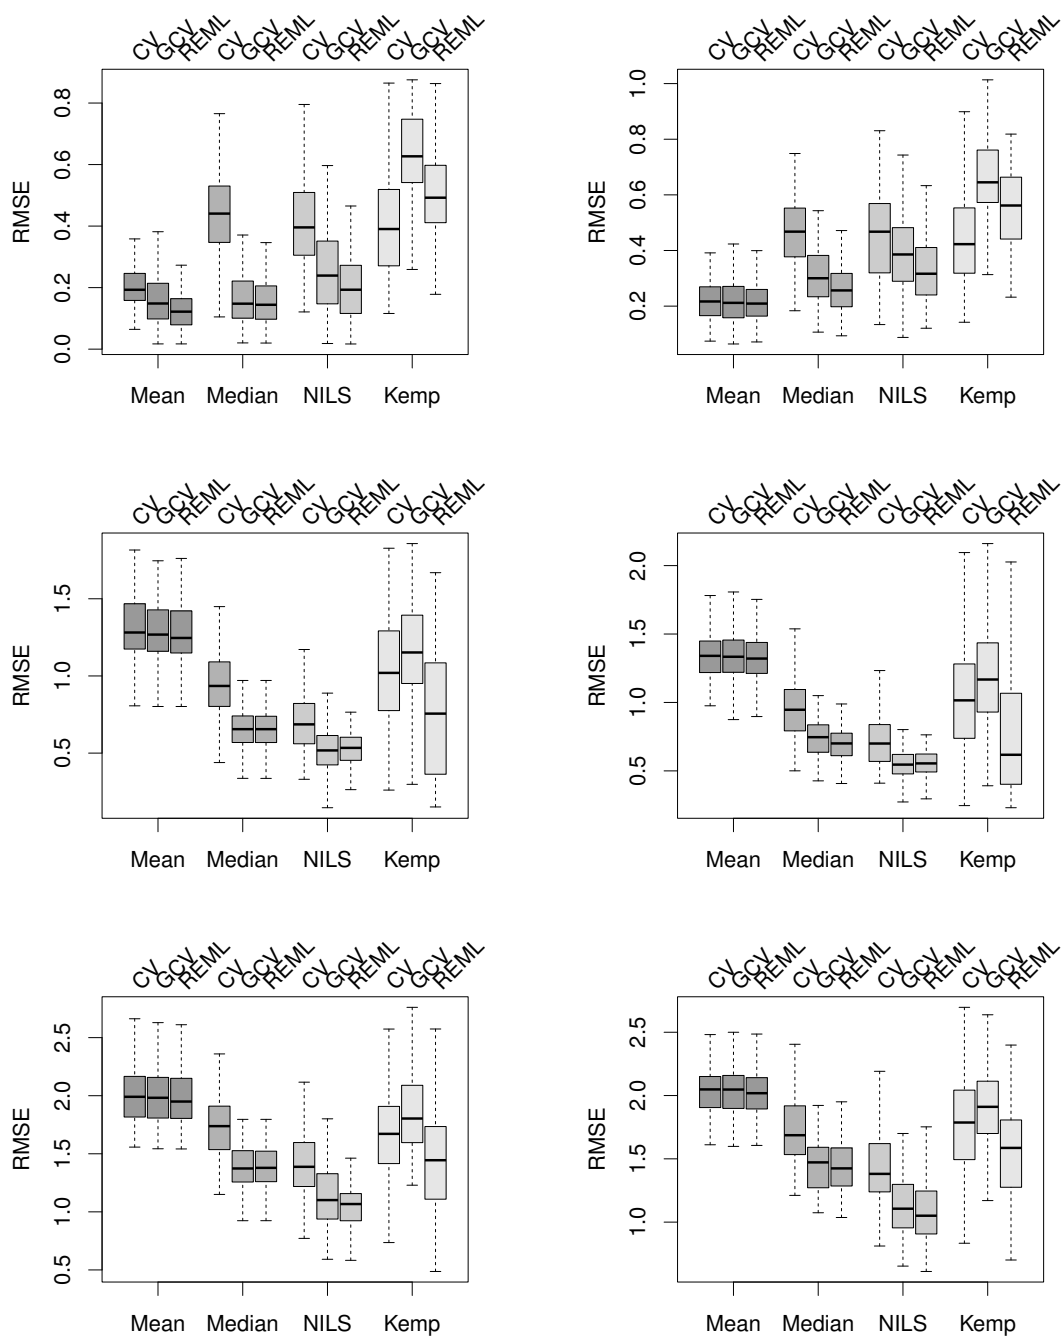 CV GCV REML CV GCV REML CV GCV REML CV GCV REML
RMSE
0.0 0.2 0.4 0.6 0.8
Mean Median NILS Kemp
CV GCV REML CV GCV REML CV GCV REML CV GCV REML
RMSE
0.2 0.4 0.6 0.8 1.0
Mean Median NILS Kemp
CV GCV REML CV GCV REML CV GCV REML CV GCV REML
RMSE
0.5 1.0 1.5
Mean Median NILS Kemp
CV GCV REML CV GCV REML CV GCV REML CV GCV REML
RMSE
0.5 1.0 1.5 2.0
Mean Median NILS Kemp
CV GCV REML CV GCV REML CV GCV REML CV GCV REML
RMSE
0.5 1.0 1.5 2.0 2.5
Mean Median NILS Kemp
CV GCV REML CV GCV REML CV GCV REML CV GCV REML
RMSE
1.0 1.5 2.0 2.5
Mean Median NILS Kemp